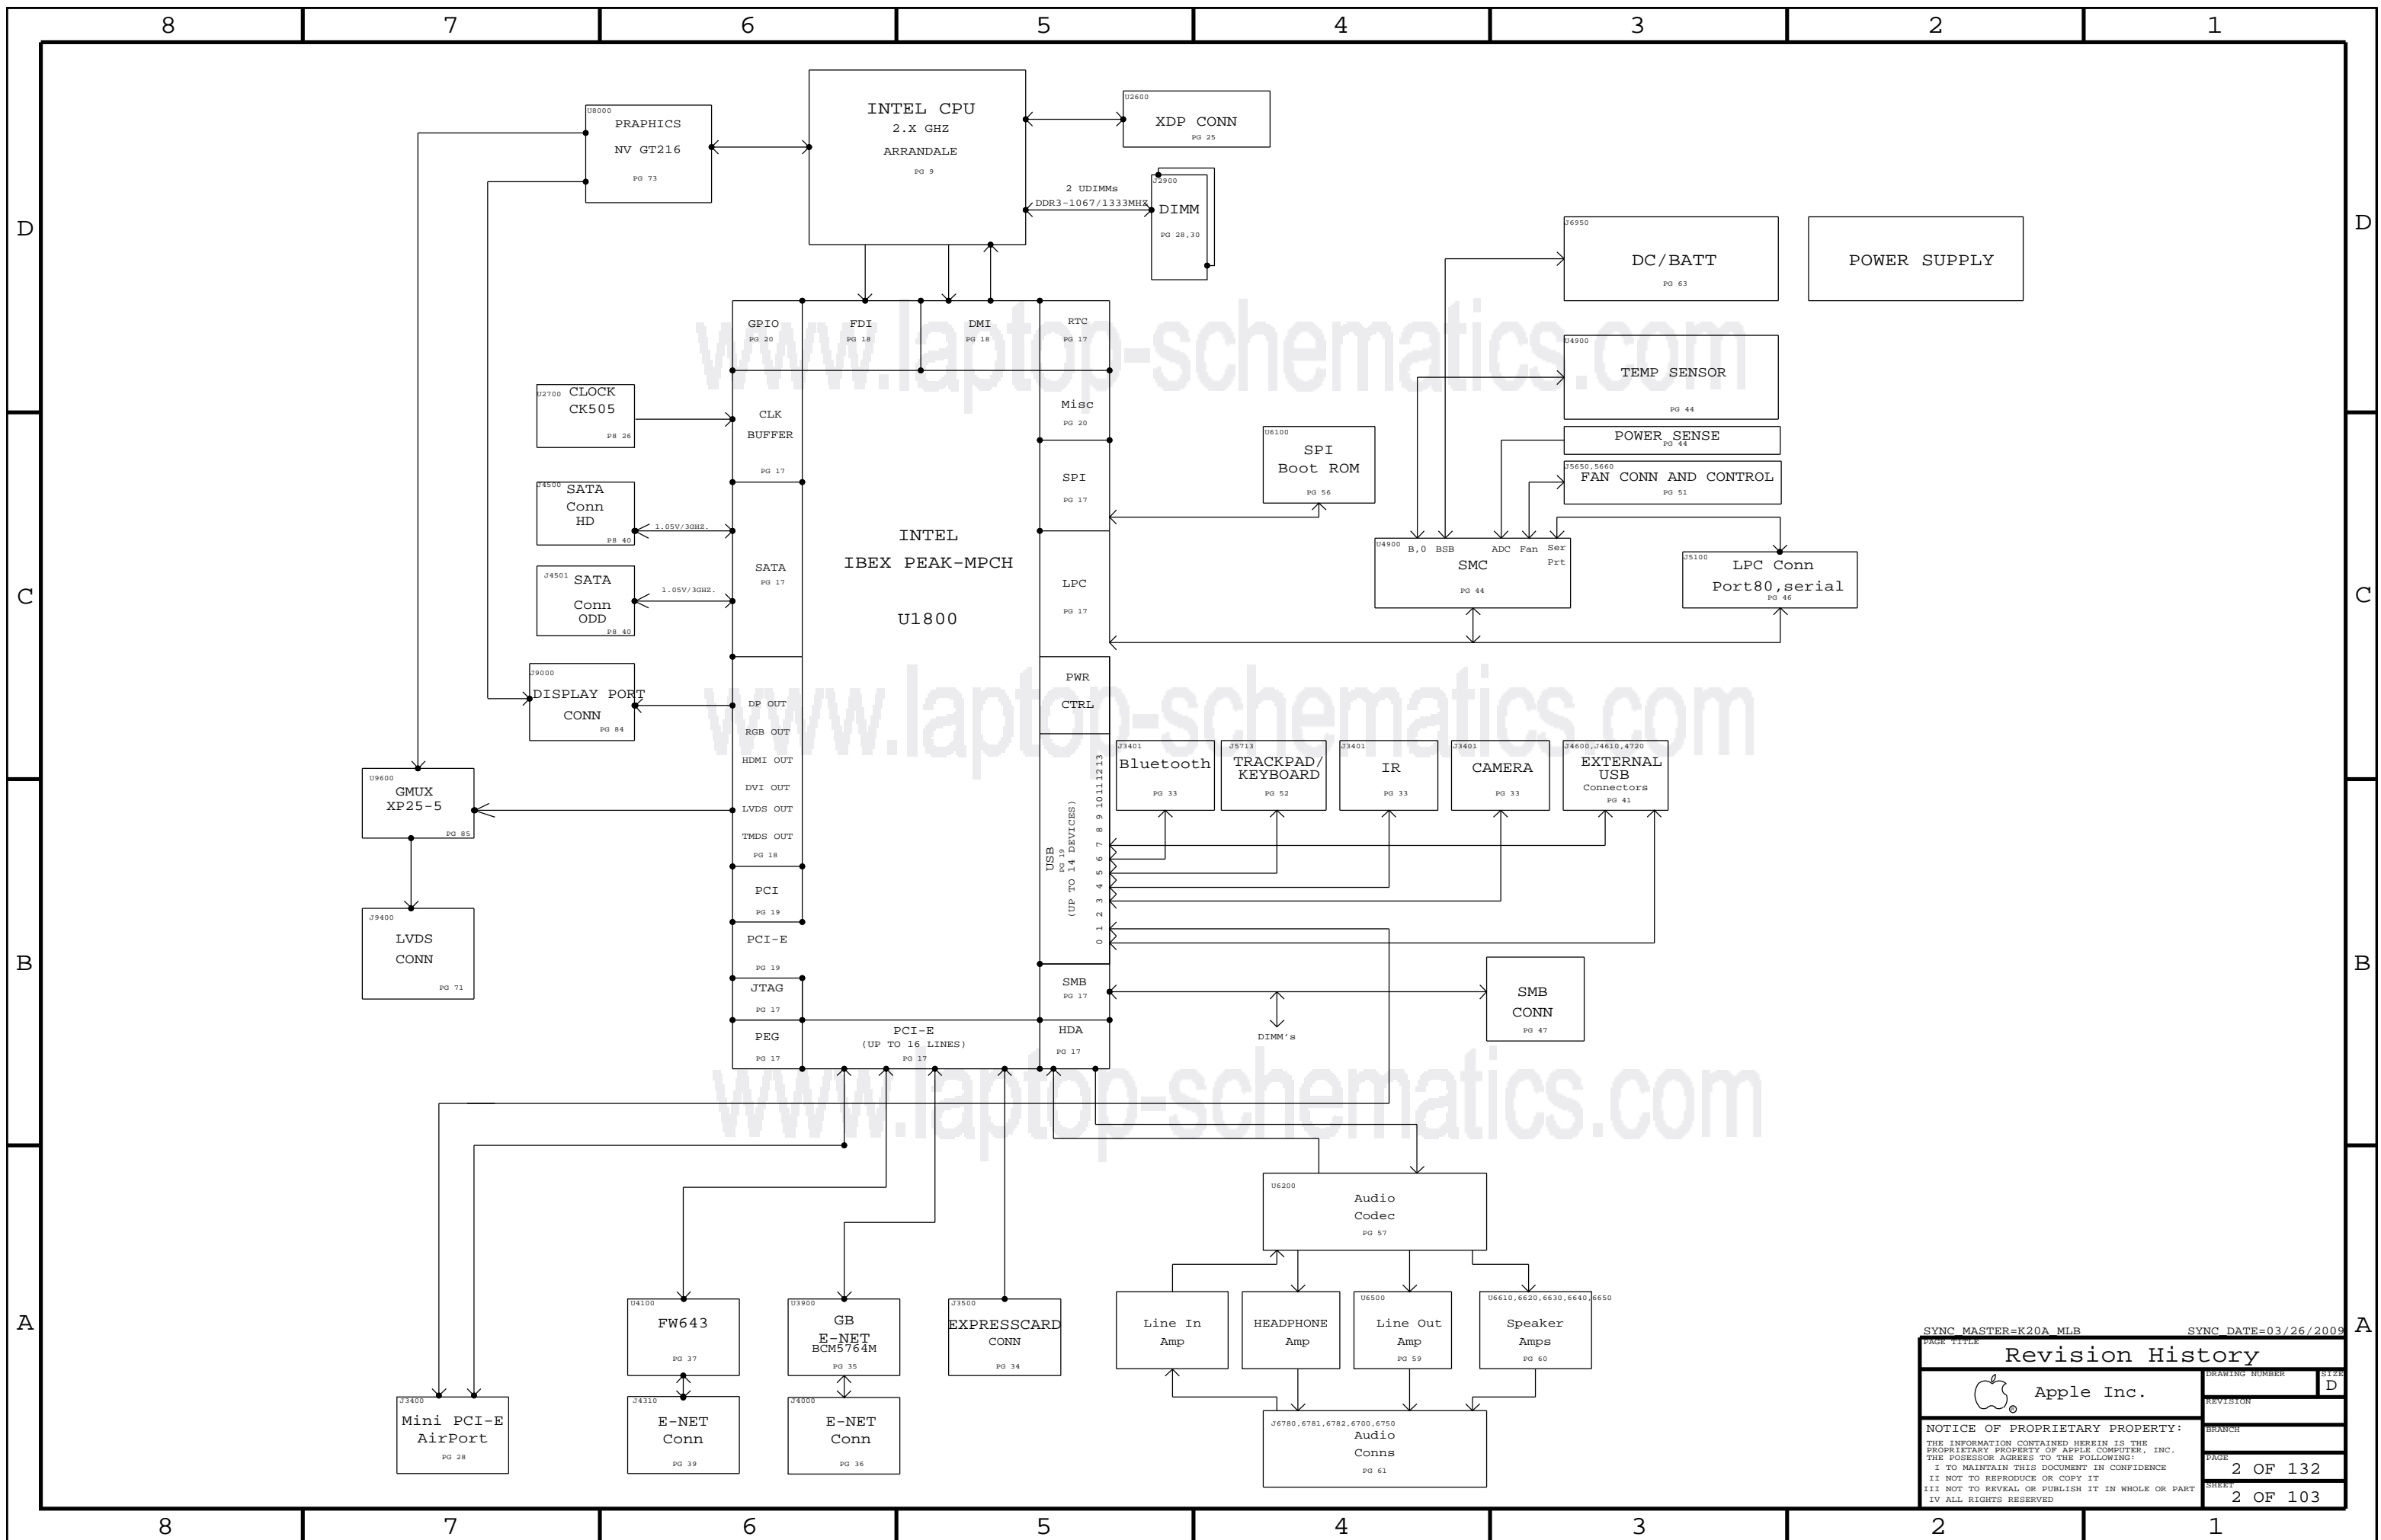 8 7 6 5 4 3 2 1
D
C
B
A
D
C
B
A
U8000
PRAPHICS
NV GT216
PG 73
INTEL CPU
2.X GHZ
ARRANDALE
PG 9
U2600
XDP CONN
PG 25
2 UDIMMs
DDR3-1067/1333MHZ
J2900
DIMM
PG 28,30
J6950
DC/BATT
PG 63
POWER SUPPLY
GPIO
PG 20
FDI
PG 18
DMI
PG 18
RTC
PG 17
www.laptop-schematics.com
U4900
TEMP SENSOR
PG 44
U2700
CLOCK
CK505
P8 26
CLK
BUFFER
PG 17
Misc
PG 20
U6100
SPI
Boot ROM
PG 56
POWER SENSE
PG 44
J5650,5660
FAN CONN AND CONTROL
PG 51
J4500
SATA
Conn
HD
P8 40
1.05V/3GHZ.
SPI
PG 17
INTEL
IBEX PEAK-MPCH
U1800
U4900
B,0 BSB ADC Fan Ser
Prt
SMC
PG 44
J5100
LPC Conn
Port80,serial
PG 46
J4501
SATA
Conn
ODD
P8 40
1.05V/3GHZ.
SATA
PG 17
LPC
PG 17
J9000
DISPLAY PORT
CONN
PG 84
www.laptop-schematics.com
PWR
CTRL
DP OUT
RGB OUT
HDMI OUT
DVI OUT
LVDS OUT
TMDS OUT
PG 18
U9600
GMUX
XP25-5
PG 85
J3401
Bluetooth
PG 33
J5713
TRACKPAD/
KEYBOARD
PG 52
J3401
IR
PG 33
J3401
CAMERA
PG 33
J4600,J4610,4720
EXTERNAL
USB
Connectors
PG 41
USB
PG 19
(UP TO 14 DEVICES)
0 1 2 3 4 5 6 7 8 9 10 11 12 13
PCI
PG 19
PCI-E
PG 19
J9400
LVDS
CONN
PG 71
JTAG
PG 17
SMB
PG 17
DIMM's
SMB
CONN
PG 47
PEG
PG 17
PCI-E
(UP TO 16 LINES)
PG 17
HDA
PG 17
www.laptop-schematics.com
U6200
Audio
Codec
PG 57
U4100
FW643
PG 37
U3900
GB
E-NET
BCM5764M
PG 35
J3500
EXPRESSCARD
CONN
PG 34
Line In
Amp
HEADPHONE
Amp
U6500
Line Out
Amp
PG 59
U6610,6620,6630,6640,6650
Speaker
Amps
PG 60
J3400
Mini PCI-E
AirPort
PG 28
J4310
E-NET
Conn
PG 39
J4000
E-NET
Conn
PG 36
J6780,6781,6782,6700,6750
Audio
Conns
PG 61
SYNC_MASTER=K20A_MLB SYNC_DATE=03/26/2009
PAGE TITLE
Revision History
Apple Inc.
DRAWING NUMBER
SIZE
D
REVISION
BRANCH
NOTICE OF PROPRIETARY PROPERTY:
THE INFORMATION CONTAINED HEREIN IS THE
PROPRIETARY PROPERTY OF APPLE COMPUTER, INC.
THE POSESSOR AGREES TO THE FOLLOWING:
I TO MAINTAIN THIS DOCUMENT IN CONFIDENCE
II NOT TO REPRODUCE OR COPY IT
III NOT TO REVEAL OR PUBLISH IT IN WHOLE OR PART
IV ALL RIGHTS RESERVED
PAGE
2 OF 132
SHEET
2 OF 103
8 7 6 5 4 3 2 1